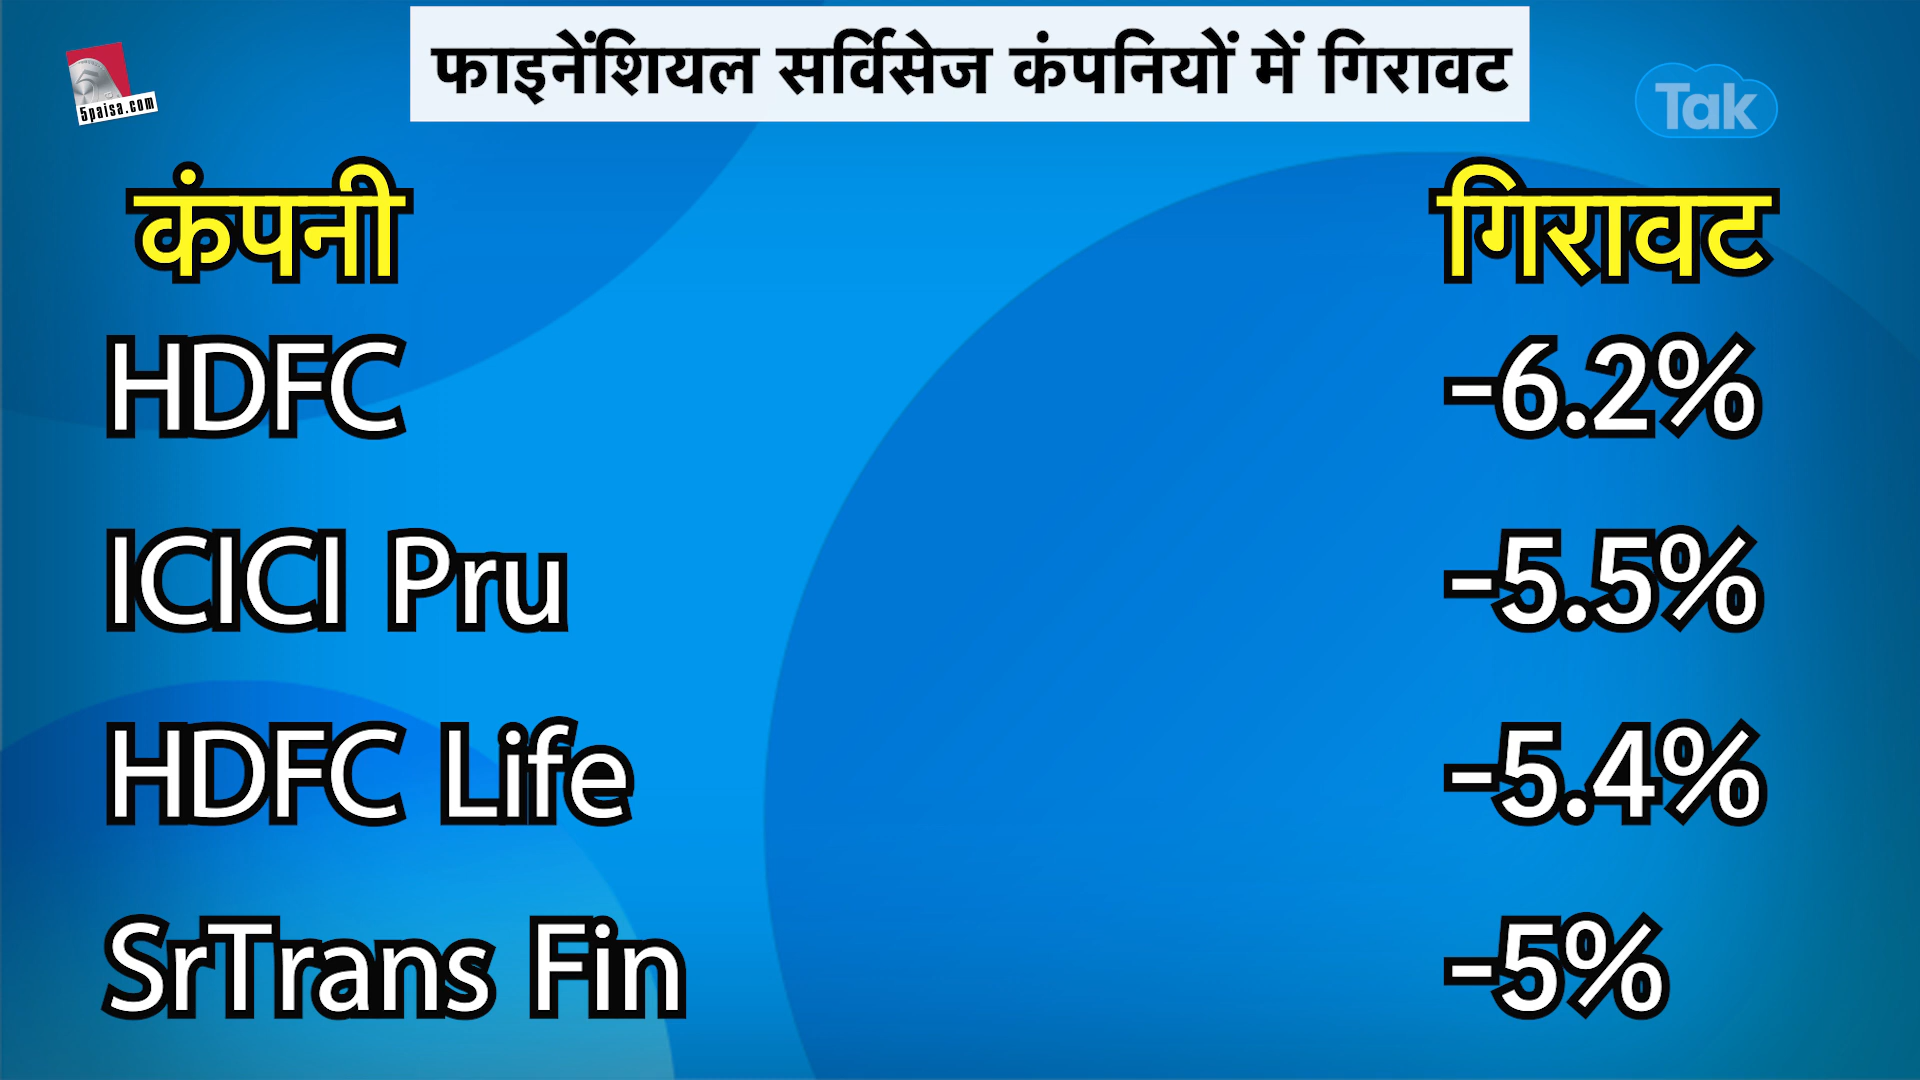 फाइनेंशियल सर्विसेज कंपनियों में गिरावट
5paisa.com
Tak
कंपनी गिरावट
HDFC -6.2%
ICICI Pru -5.5%
HDFC Life -5.4%
SrTrans Fin -5%